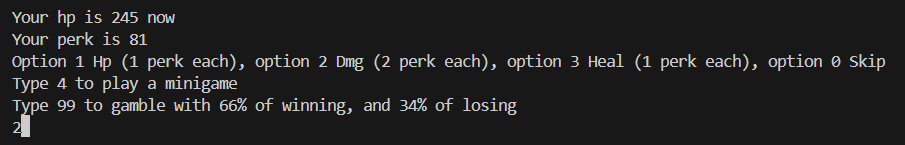 Your hp is 245 now
Your perk is 81
Option 1 Hp (1 perk each), option 2 Dmg (2 perk each), option 3 Heal (1 perk each), option 0 Skip
Type 4 to play a minigame
Type 99 to gamble with 66% of winning, and 34% of losing
2